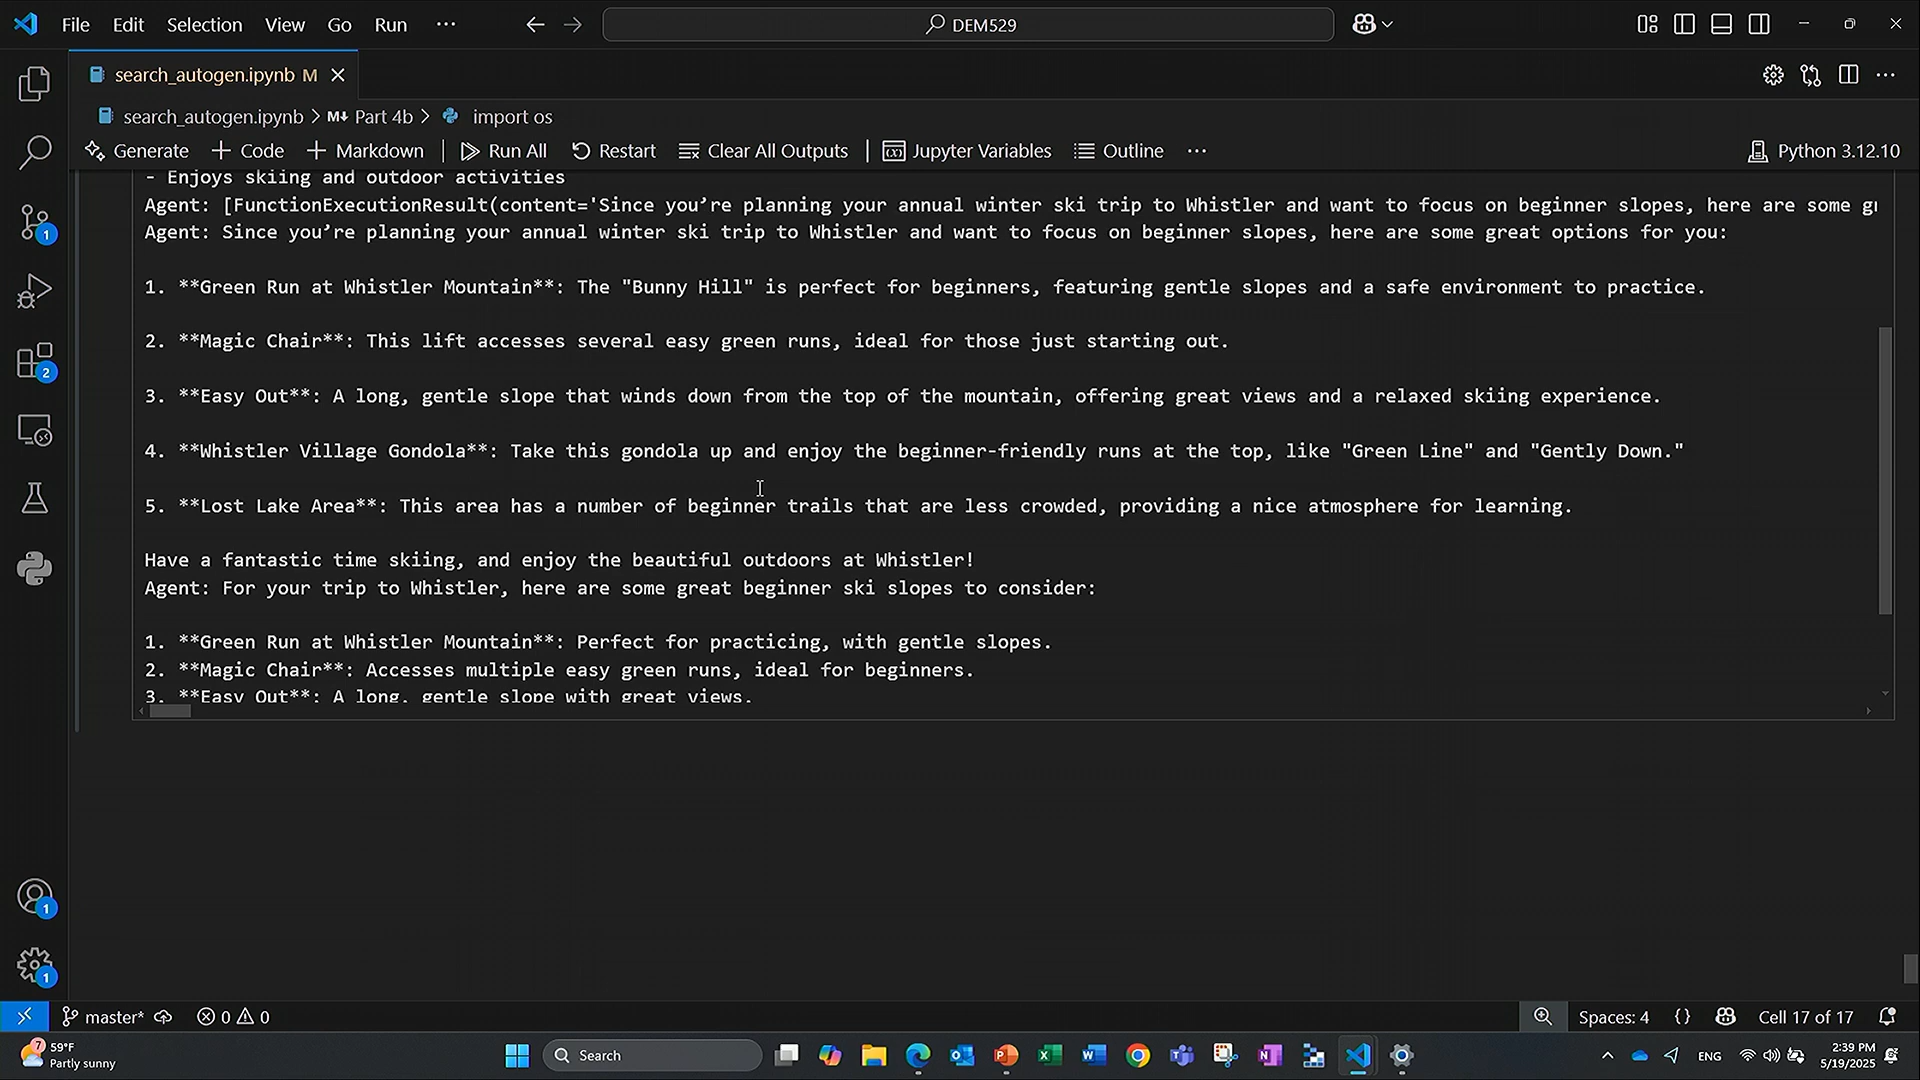 File Edit Selection View Go Run ··· DEM529
search_autogen.ipynb M
search_autogen.ipynb > M↓ Part 4b > import os
Generate + Code + Markdown | Run All Restart Clear All Outputs | Jupyter Variables Outline ··· Python 3.12.10
- Enjoys skiing and outdoor activities
Agent: [FunctionExecutionResult(content='Since you’re planning your annual winter ski trip to Whistler and want to focus on beginner slopes, here are some gr
Agent: Since you’re planning your annual winter ski trip to Whistler and want to focus on beginner slopes, here are some great options for you:
1. **Green Run at Whistler Mountain**: The "Bunny Hill" is perfect for beginners, featuring gentle slopes and a safe environment to practice.
2. **Magic Chair**: This lift accesses several easy green runs, ideal for those just starting out.
3. **Easy Out**: A long, gentle slope that winds down from the top of the mountain, offering great views and a relaxed skiing experience.
4. **Whistler Village Gondola**: Take this gondola up and enjoy the beginner-friendly runs at the top, like "Green Line" and "Gently Down."
5. **Lost Lake Area**: This area has a number of beginner trails that are less crowded, providing a nice atmosphere for learning.
Have a fantastic time skiing, and enjoy the beautiful outdoors at Whistler!
Agent: For your trip to Whistler, here are some great beginner ski slopes to consider:
1. **Green Run at Whistler Mountain**: Perfect for practicing, with gentle slopes.
2. **Magic Chair**: Accesses multiple easy green runs, ideal for beginners.
3. **Easy Out**: A long, gentle slope with great views.
1
2
1
1
master* 0 0 Spaces: 4 {} Cell 17 of 17
7 59°F
Partly sunny
Search
ENG
2:39 PM
5/19/2025